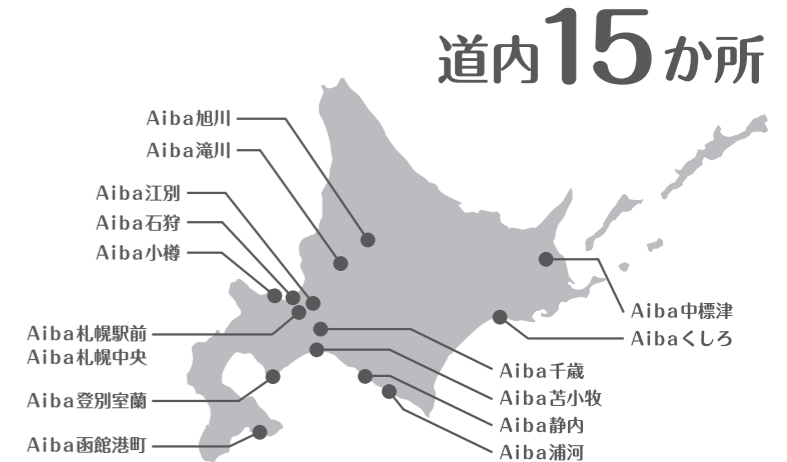 道内15か所
Aiba旭川
Aiba滝川
Aiba江別
Aiba石狩
Aiba小樽
Aiba札幌駅前
Aiba札幌中央
Aiba登別室蘭
Aiba函館港町
Aiba中標津
Aibaくしろ
Aiba千歳
Aiba苫小牧
Aiba静内
Aiba浦河